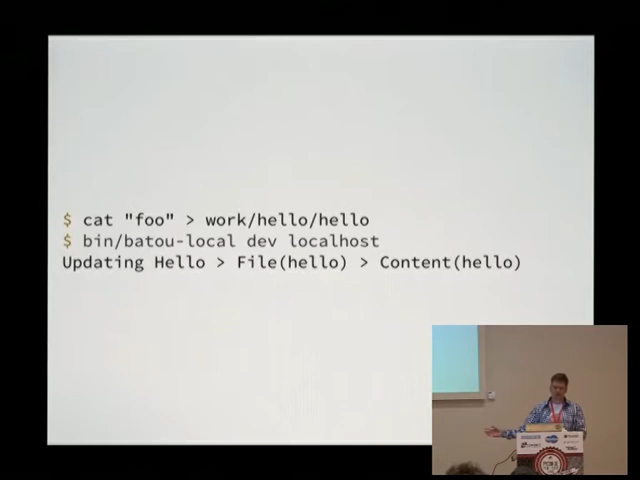 $ cat "foo" > work/hello/hello
$ bin/batou-local dev localhost
Updating Hello > File(hello) > Content(hello)